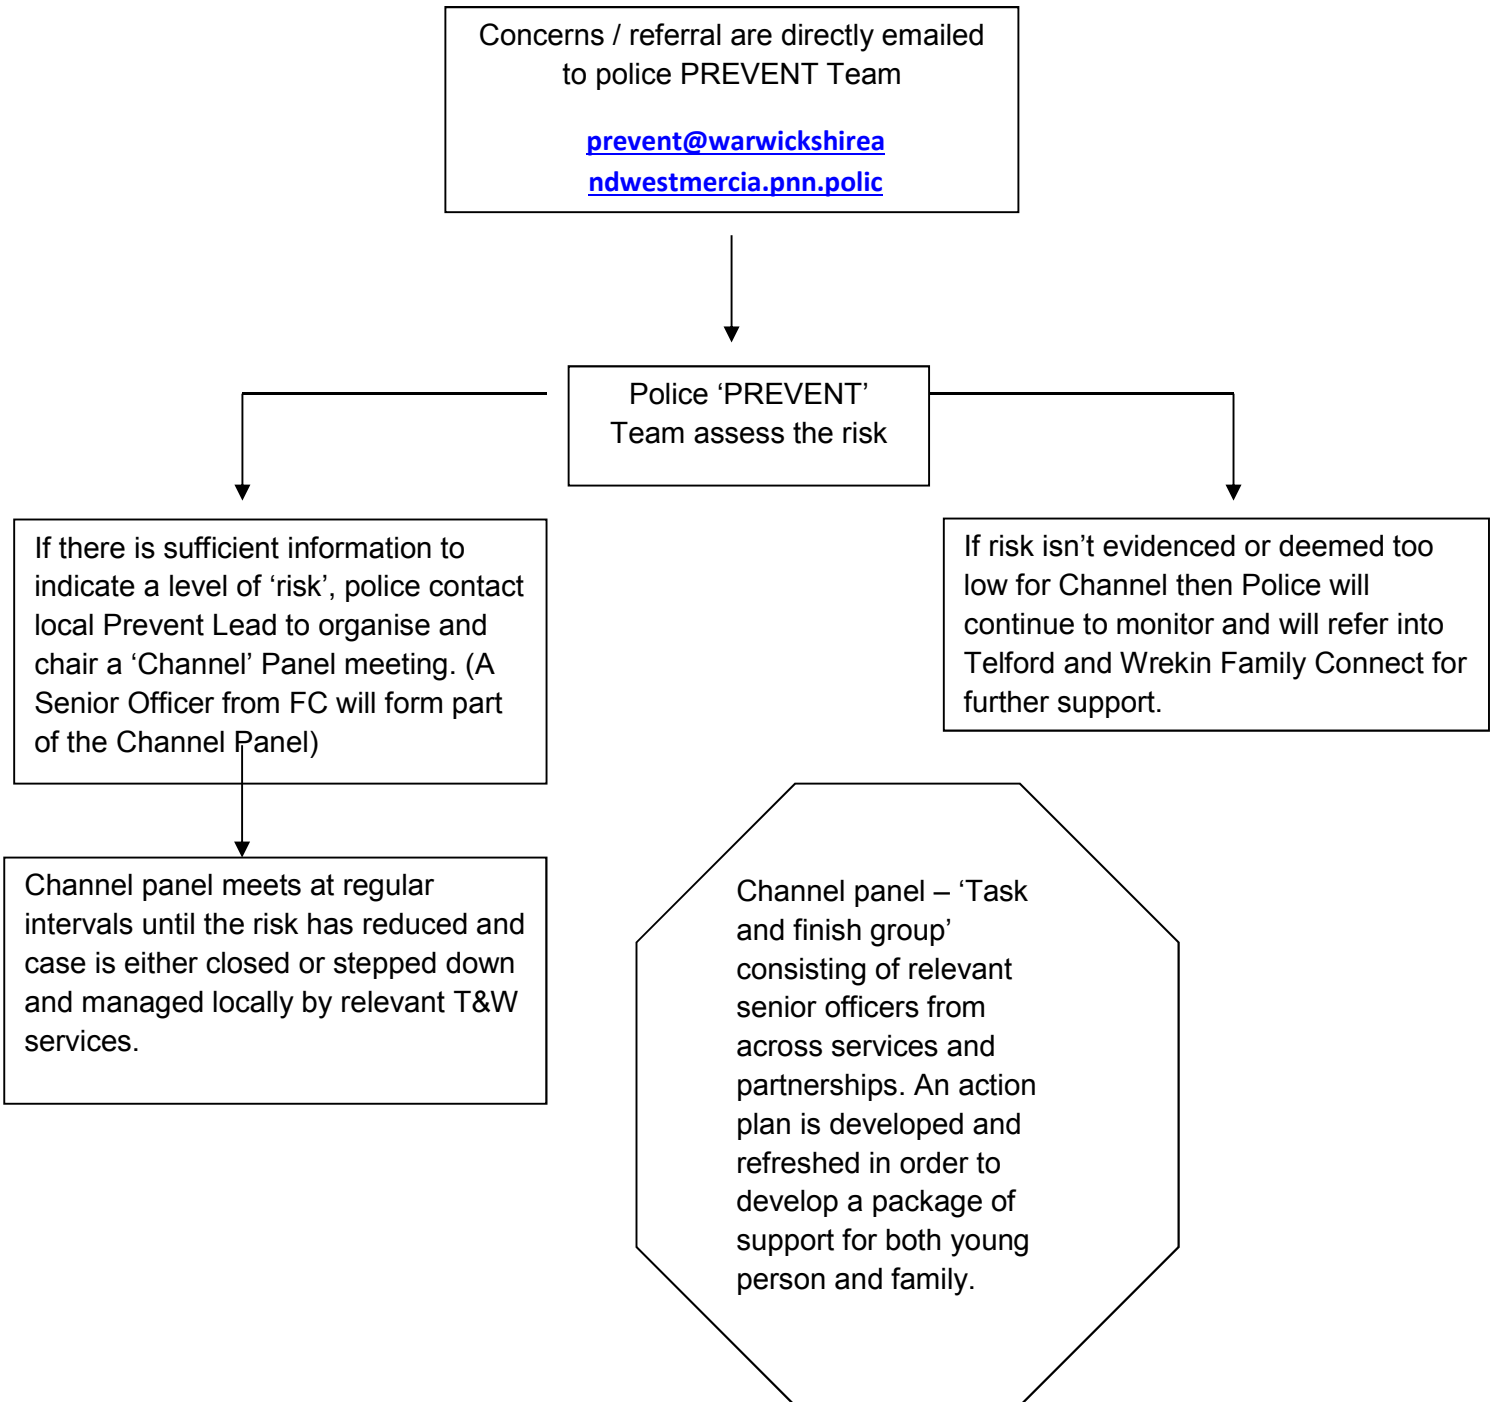 Concerns / referral are directly emailed
to police PREVENT Team
prevent@warwickshirea
ndwestmercia.pnn.polic
Police ‘PREVENT’
Team assess the risk
If there is sufficient information to
indicate a level of ‘risk’, police contact
local Prevent Lead to organise and
chair a ‘Channel’ Panel meeting. (A
Senior Officer from FC will form part
of the Channel Panel)
If risk isn’t evidenced or deemed too
low for Channel then Police will
continue to monitor and will refer into
Telford and Wrekin Family Connect for
further support.
Channel panel meets at regular
intervals until the risk has reduced and
case is either closed or stepped down
and managed locally by relevant T&W
services.
Channel panel – ‘Task
and finish group’
consisting of relevant
senior officers from
across services and
partnerships. An action
plan is developed and
refreshed in order to
develop a package of
support for both young
person and family.